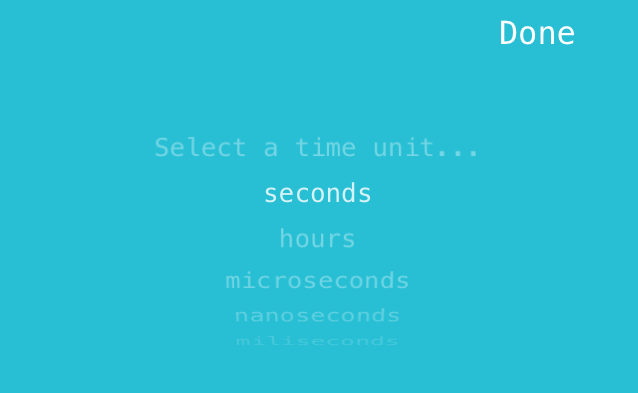 Done
Select a time unit...
seconds
hours
microseconds
nanoseconds
miliseconds